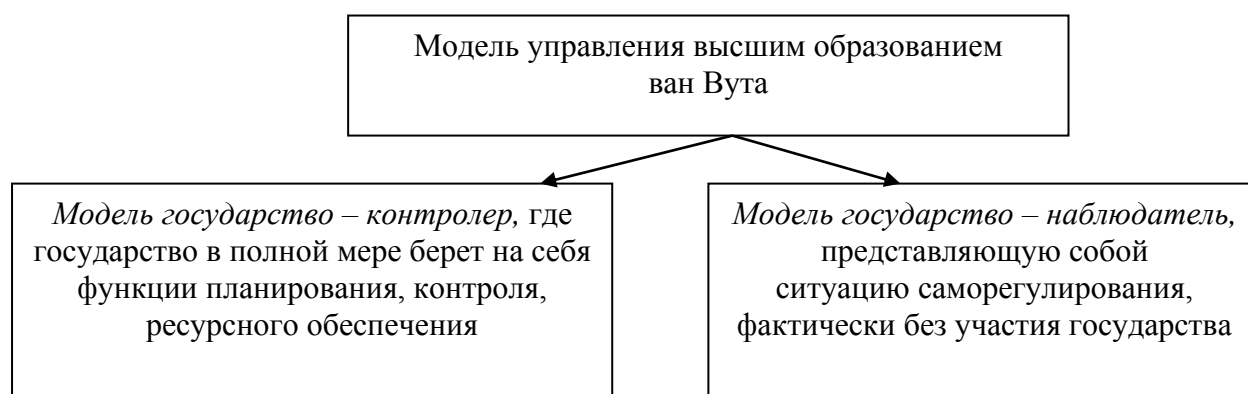 Модель управления высшим образованием
ван Вута
Модель государство – контролер, где
государство в полной мере берет на себя
функции планирования, контроля,
ресурсного обеспечения
Модель государство – наблюдатель,
представляющую собой
ситуацию саморегулирования,
фактически без участия государства